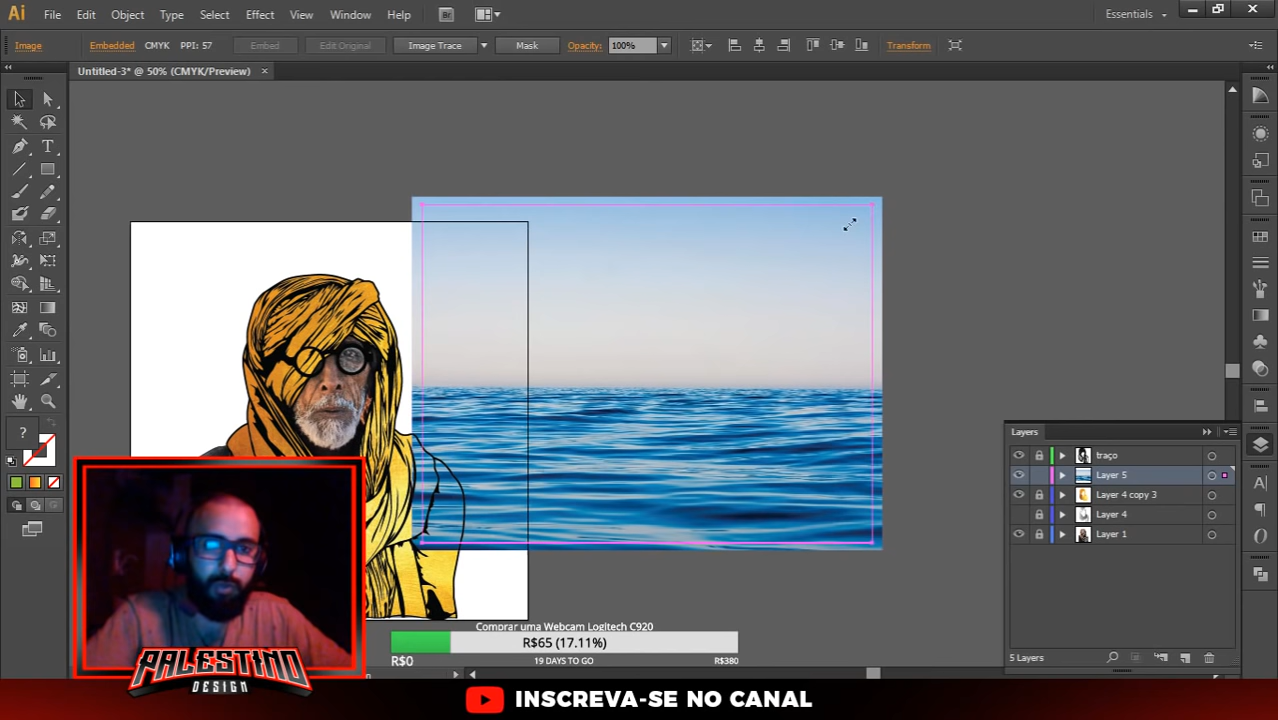 Ai File Edit Object Type Select Effect View Window Help Br Essentials
Image Embedded CMYK PPI: 57 Embed Edit Original Image Trace Mask Opacity: 100% Transform
Untitled-3* @ 50% (CMYK/Preview) ×
T
?
Layers
traço
Layer 5
Layer 4 copy 3
Layer 4
Layer 1
5 Layers
Comprar uma Webcam Logitech C920
R$65 (17.11%)
R$0 19 DAYS TO GO R$380
PALESTINO
DESIGN
INSCREVA-SE NO CANAL